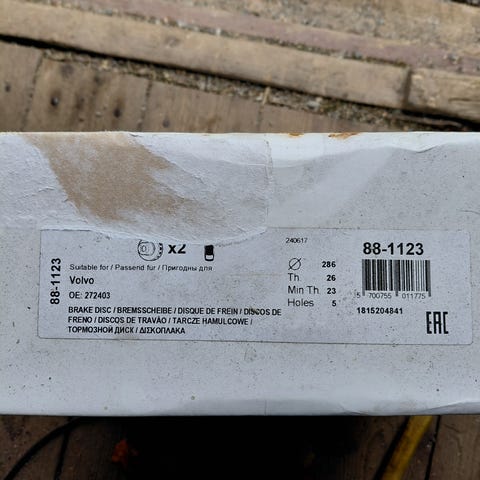 x2
240617
88-1123
88-1123
Suitable for / Passend fur / Пригодны для
Volvo
OE: 272403
Ø 286
Th. 26
Min Th. 23
Holes 5
5 700755 011775
1815204841
BRAKE DISC / BREMSSCHEIBE / DISQUE DE FREIN / DISCOS DE
FRENO / DISCOS DE TRAVÃO / TARCZE HAMULCOWE /
ТОРМОЗНОЙ ДИСК / ΔΙΣΚΟΠΛΑΚΑ
EAC